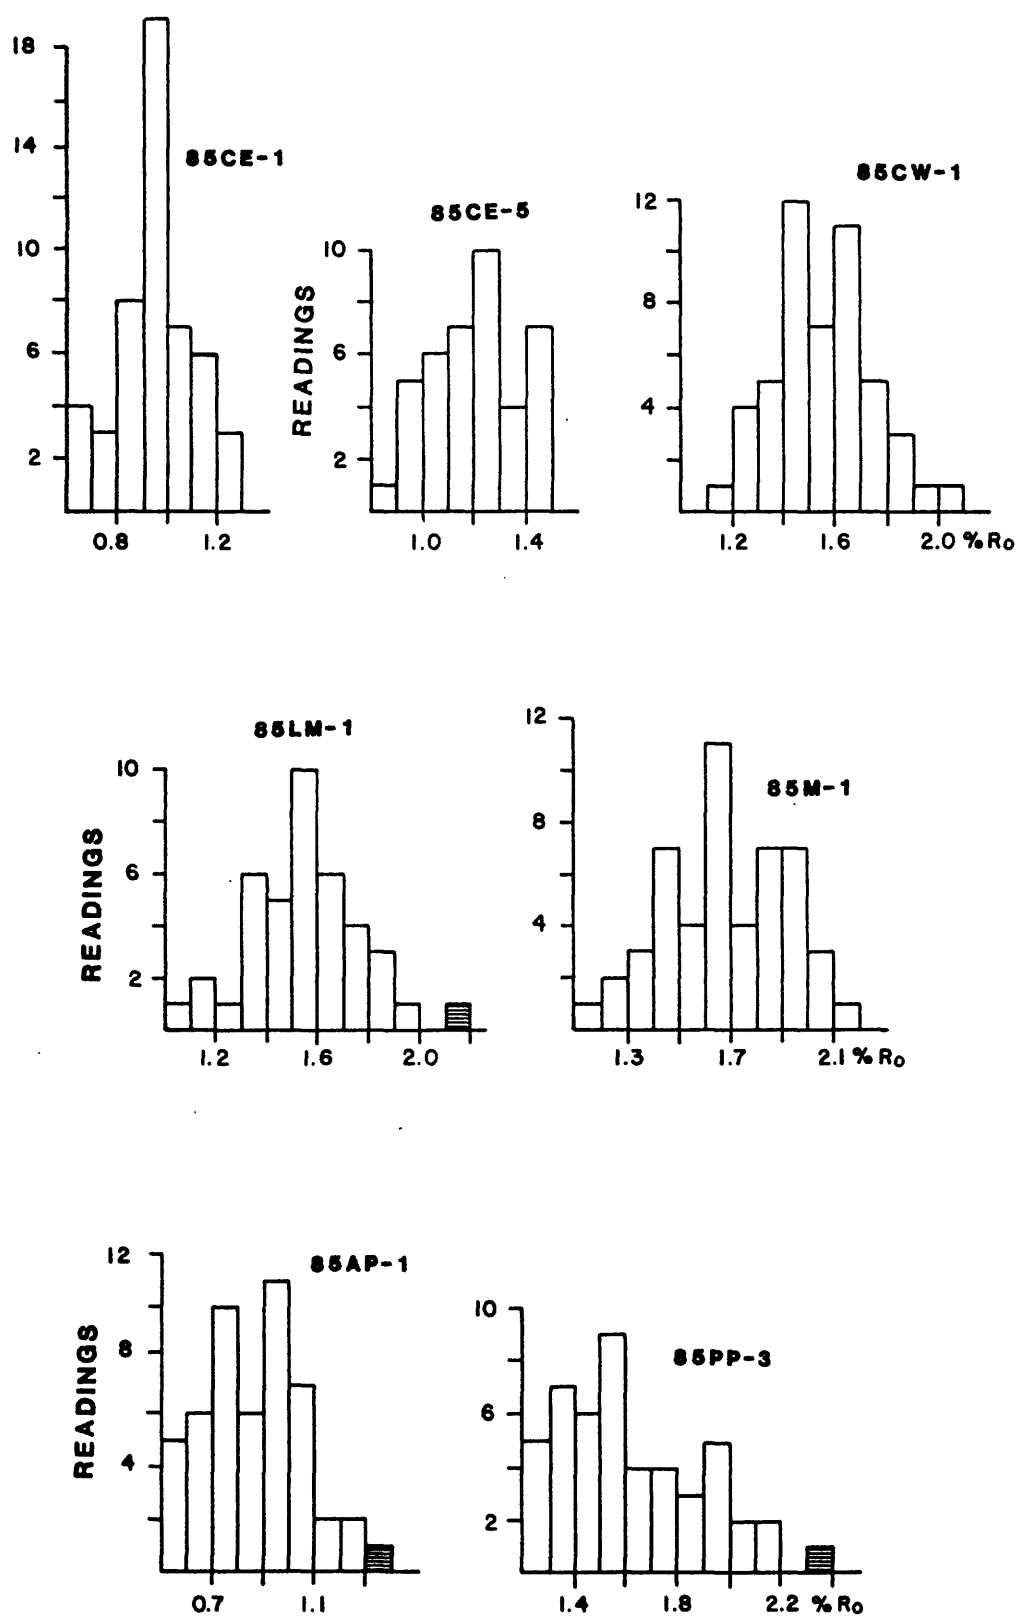 18
14
10
6
2
85CE-1
0.8 1.2
READINGS
10
6
2
85CE-5
1.0 1.4
12
8
4
85CW-1
1.2 1.6 2.0 %Ro
READINGS
10
6
2
85LM-1
1.2 1.6 2.0
12
8
4
85M-1
1.3 1.7 2.1 %Ro
READINGS
12
8
4
85AP-1
0.7 1.1
10
6
2
85PP-3
1.4 1.8 2.2 %Ro